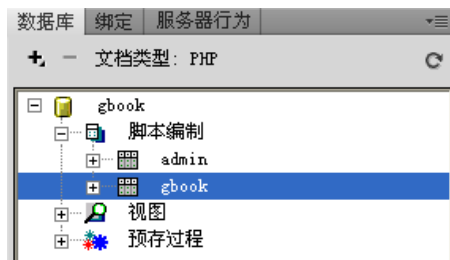 数据库 绑定 服务器行为
文档类型: PHP
gbook
脚本编制
admin
gbook
视图
预存过程